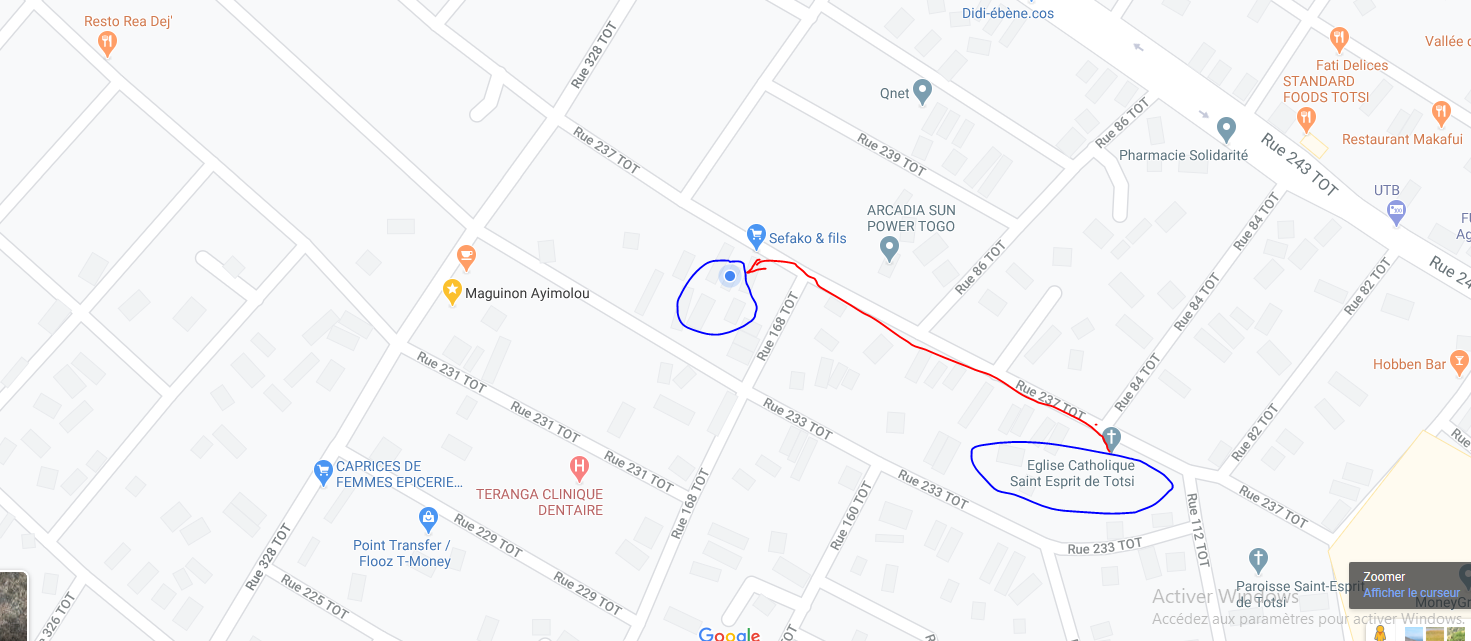 Resto Rea Dej'
Didi-ébène.cos
Fati Delices
STANDARD
FOODS TOTSI
Restaurant Makafui
Rue 328 TOT
Qnet
Rue 86 TOT
Pharmacie Solidarité
Rue 243 TOT
Rue 237 TOT
Rue 239 TOT
UTB
ARCADIA SUN
POWER TOGO
Sefako & fils
Rue 84 TOT
Rue 86 TOT
Rue 82 TOT
Maguinon Ayimolou
Rue 84 TOT
Rue 168 TOT
Rue 231 TOT
Hobben Bar
Rue 84 TOT
Rue 237 TOT
Rue 233 TOT
Rue 231 TOT
Rue 82 TOT
Eglise Catholique
Saint Esprit de Totsi
CAPRICES DE
FEMMES EPICERIE...
Rue 231 TOT
TERANGA CLINIQUE
DENTAIRE
Rue 233 TOT
Rue 237 TOT
Rue 168 TOT
Rue 160 TOT
Rue 112 TOT
Point Transfer /
Flooz T-Money
Rue 229 TOT
Rue 233 TOT
Rue 328 TOT
Rue 225 TOT
Rue 229 TOT
Rue 326 TOT
Paroisse Saint-Esprit
de Totsi
Zoomer
Afficher le curseur
Activer Windows
Accédez aux paramètres pour activer Windows.
Google